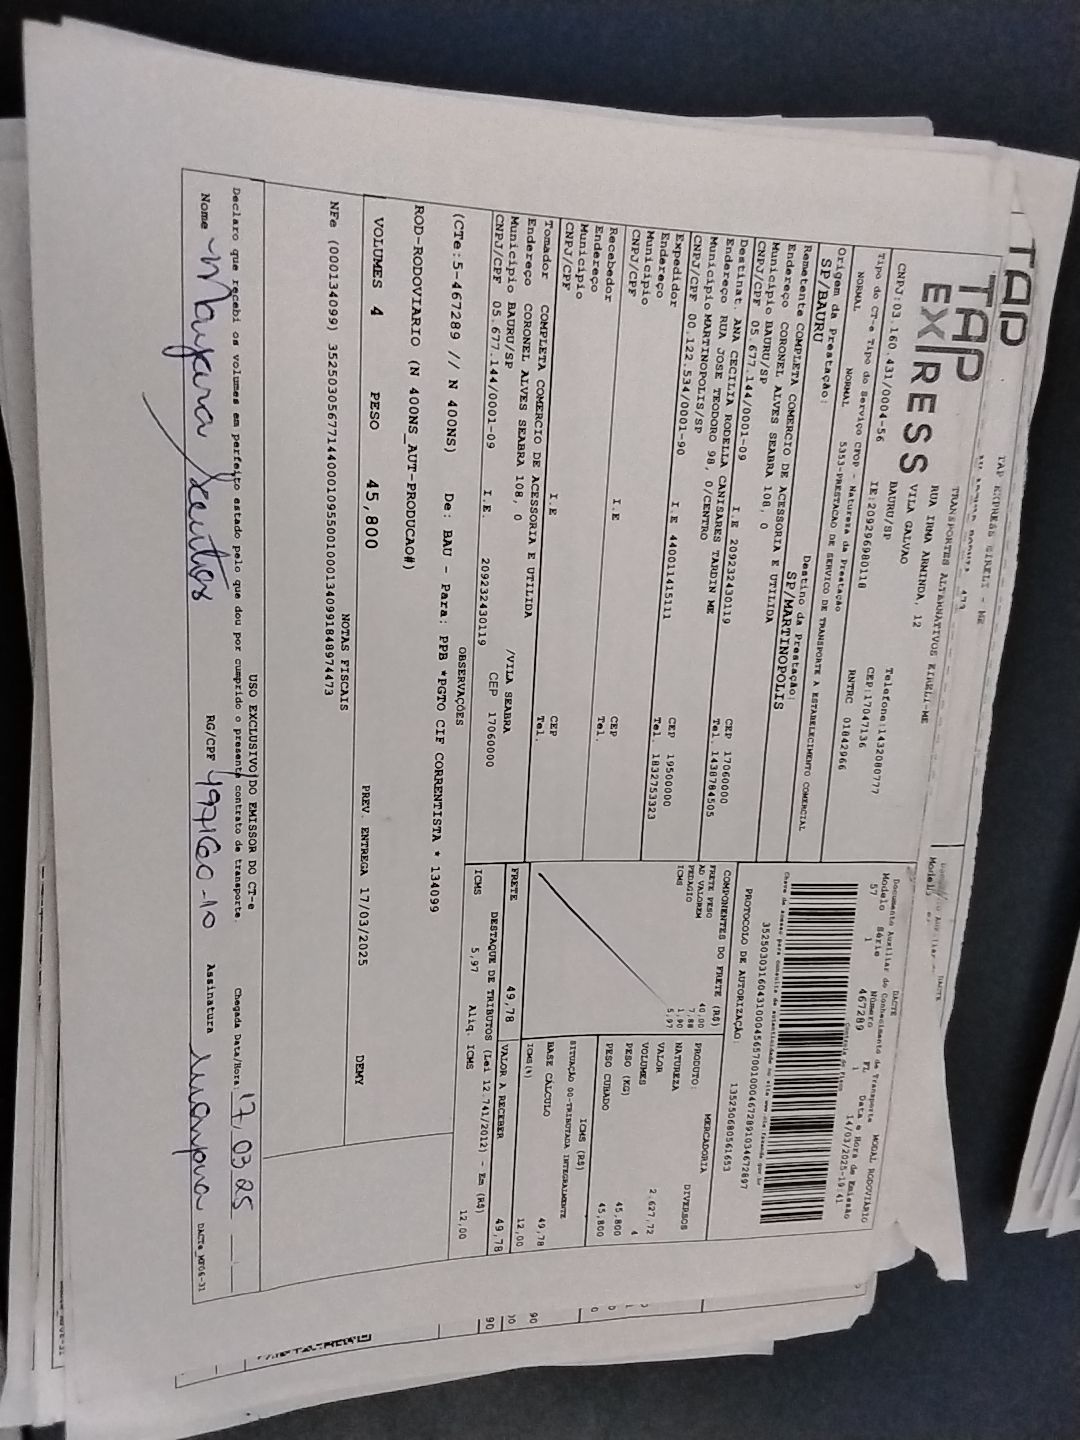 TAP
TAP
EXPRESS
TAP EXPRESS EIRELI - ME
TRANSPORTES ALTERNATIVOS EIRELI-ME
RUA IRMA ARMINDA, 12
VILA GALVAO
BAURU/SP
Telefone:1432080777
CNPJ:03.160.431/0004-56
IE:209296980118
CEP:17047136
Tipo do CT-e Tipo do Serviço CFOP - Natureza da Prestação
RNTRC 01842966
NORMAL NORMAL 5353-PRESTACAO DE SERVICO DE TRANSPORTE A ESTABELECIMENTO COMERCIAL
Origem da Prestação:
SP/BAURU
Destino da Prestação:
SP/MARTINOPOLIS
Remetente COMPLETA COMERCIO DE ACESSORIA E UTILIDA
Endereço CORONEL ALVES SEABRA 108, 0
Município BAURU/SP CEP 17060000
CNPJ/CPF 05.677.144/0001-09 I.E 209232430119 Tel. 1438784505
Destinat. ANA CECILIA RODELLA CANISARES TARDIN ME
Endereço RUA JOSE TEODORO 98, 0/CENTRO
Município MARTINOPOLIS/SP CEP 19500000
CNPJ/CPF 00.122.534/0001-90 I.E 440011415111 Tel. 1832753323
Expedidor
Endereço
Município CEP
CNPJ/CPF I.E Tel.
Recebedor
Endereço
Município CEP
CNPJ/CPF I.E Tel.
Tomador COMPLETA COMERCIO DE ACESSORIA E UTILIDA
Endereço CORONEL ALVES SEABRA 108, 0 /VILA SEABRA
Município BAURU/SP CEP 17060000
CNPJ/CPF 05.677.144/0001-09 I.E. 209232430119
DACTE
Documento Auxiliar do Conhecimento de Transporte MODAL RODOVIÁRIO
Modelo Série Número FL Data e Hora de Emissão
57 1 467289 1 14/03/2025-19:41
Controle do Fisco
35250303160431000456570010004672891034672897
PROTOCOLO DE AUTORIZAÇÃO: 135250680561653
COMPONENTES DO FRETE (R$)
FRETE PESO 40,00
AD VALOREM 7,88
PEDAGIO 1,90
ICMS 5,97
PRODUTO: MERCADORIA
NATUREZA DIVERSOS
VALOR 2.627,72
VOLUMES 4
PESO (KG) 45,800
PESO CUBADO 45,800
ICMS (R$)
SITUAÇÃO 00-TRIBUTADA INTEGRALMENTE
BASE CÁLCULO 49,78
ICMS(%) 12,00
FRETE 49,78
VALOR A RECEBER 49,78
DESTAQUE DE TRIBUTOS (Lei 12.741/2012) - Em (R$)
ICMS 5,97 Aliq. ICMS 12,00
OBSERVAÇÕES
(CTe:5-467289 // N 400NS) De: BAU - Para: PPB *PGTO CIF CORRENTISTA * 134099
ROD-RODOVIARIO (N 400NS_AUT-PRODUCAO#)
VOLUMES 4 PESO 45,800 PREV. ENTREGA 17/03/2025 DEMY
NOTAS FISCAIS
NFe (000134099) 35250305677144000109550010001340991848974473
USO EXCLUSIVO DO EMISSOR DO CT-e
Declaro que recebi os volumes em perfeito estado pelo que dou por cumprido o presente contrato de transporte. Chegada Data/Hora 17/03/25
Nome Mayara Santos RG/CPF Assinatura Mayara DACTe_MF06-31